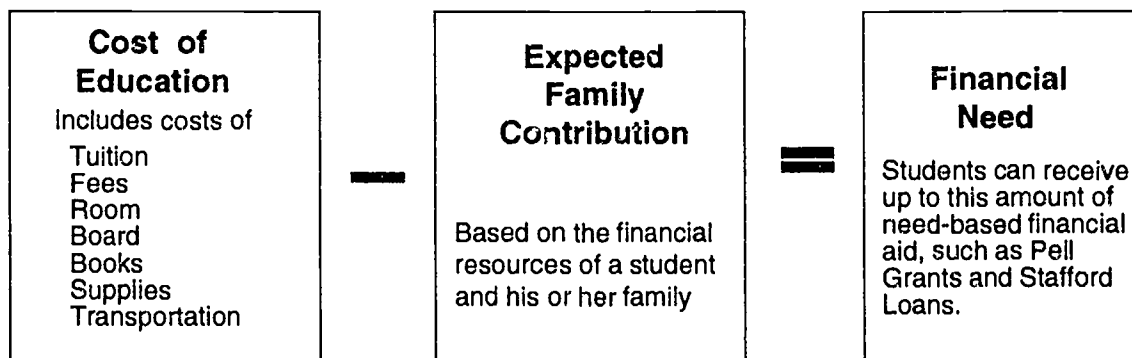 Cost of
Education
Includes costs of
Tuition
Fees
Room
Board
Books
Supplies
Transportation
Expected
Family
Contribution
Based on the financial
resources of a student
and his or her family
Financial
Need
Students can receive
up to this amount of
need-based financial
aid, such as Pell
Grants and Stafford
Loans.